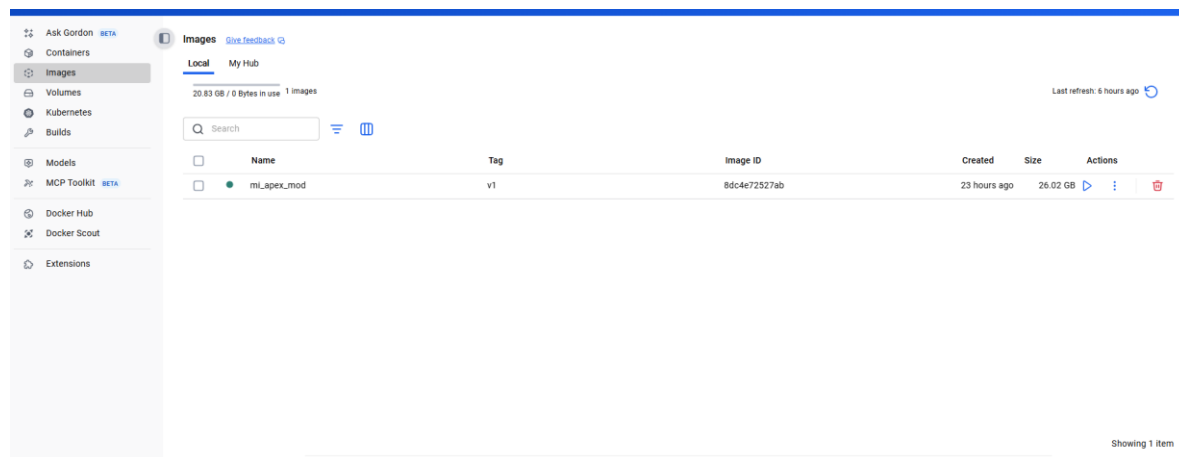 Ask Gordon BETA
Containers
Images
Volumes
Kubernetes
Builds
Models
MCP Toolkit BETA
Docker Hub
Docker Scout
Extensions
Images Give feedback
Local My Hub
20.83 GB / 0 Bytes in use 1 images
Last refresh: 6 hours ago
Search
Name Tag Image ID Created Size Actions
mi_apex_mod v1 8dc4e72527ab 23 hours ago 26.02 GB
Showing 1 item